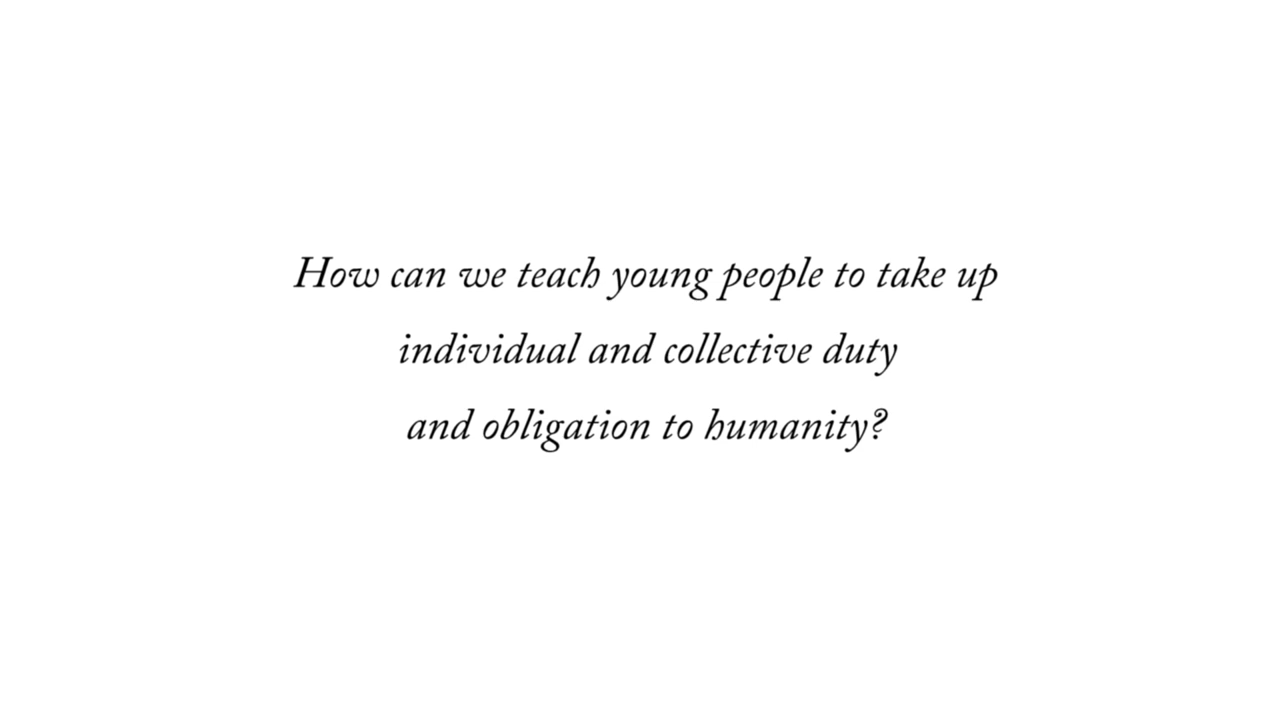 How can we teach young people to take up
individual and collective duty
and obligation to humanity?